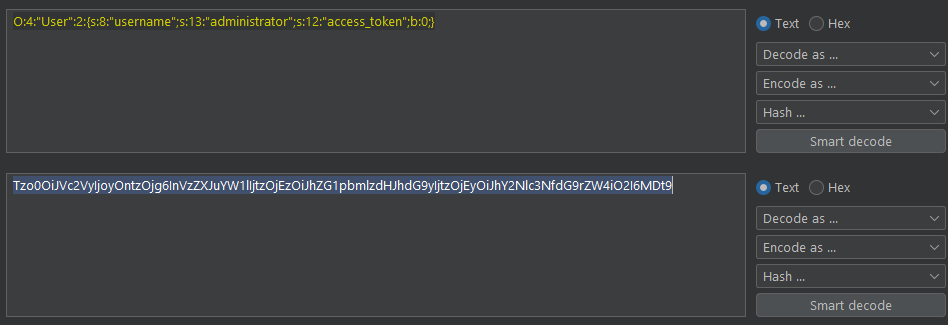 O:4:"User":2:{s:8:"username";s:13:"administrator";s:12:"access_token";b:0;}
Text
Hex
Decode as ...
Encode as ...
Hash ...
Smart decode
Tzo0OiJVc2VyIjoyOntzOjg6InVzZXJuYW1lIjtzOjEzOiJhZG1pbmlzdHJhdG9yIjtzOjEyOiJhY2Nlc3NfdG9rZW4iO2I6MDt9
Text
Hex
Decode as ...
Encode as ...
Hash ...
Smart decode